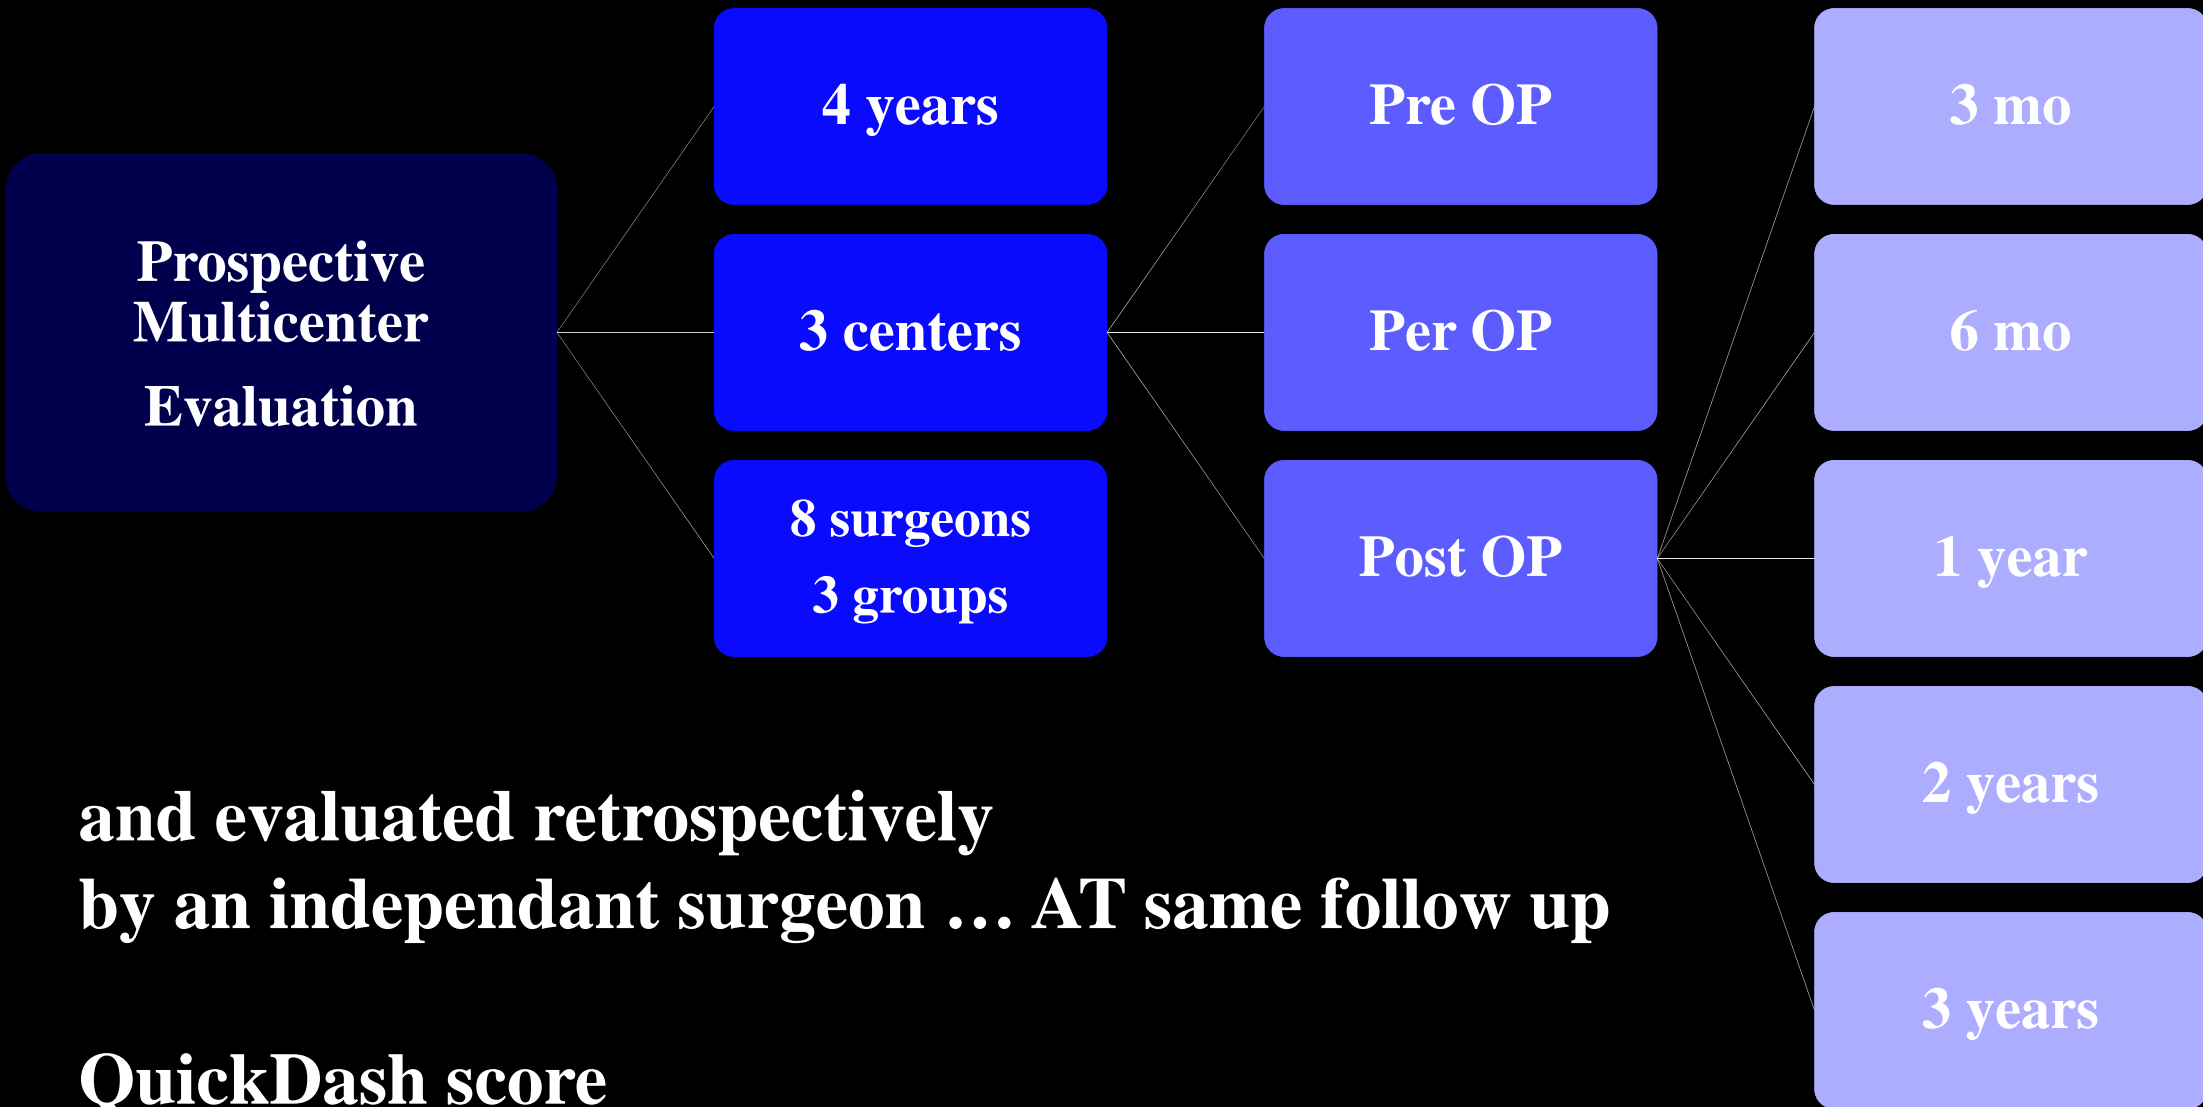 Prospective
Multicenter
Evaluation
4 years
3 centers
8 surgeons
3 groups
Pre OP
Per OP
Post OP
3 mo
6 mo
1 year
2 years
3 years
and evaluated retrospectively
by an independant surgeon … AT same follow up
QuickDash score